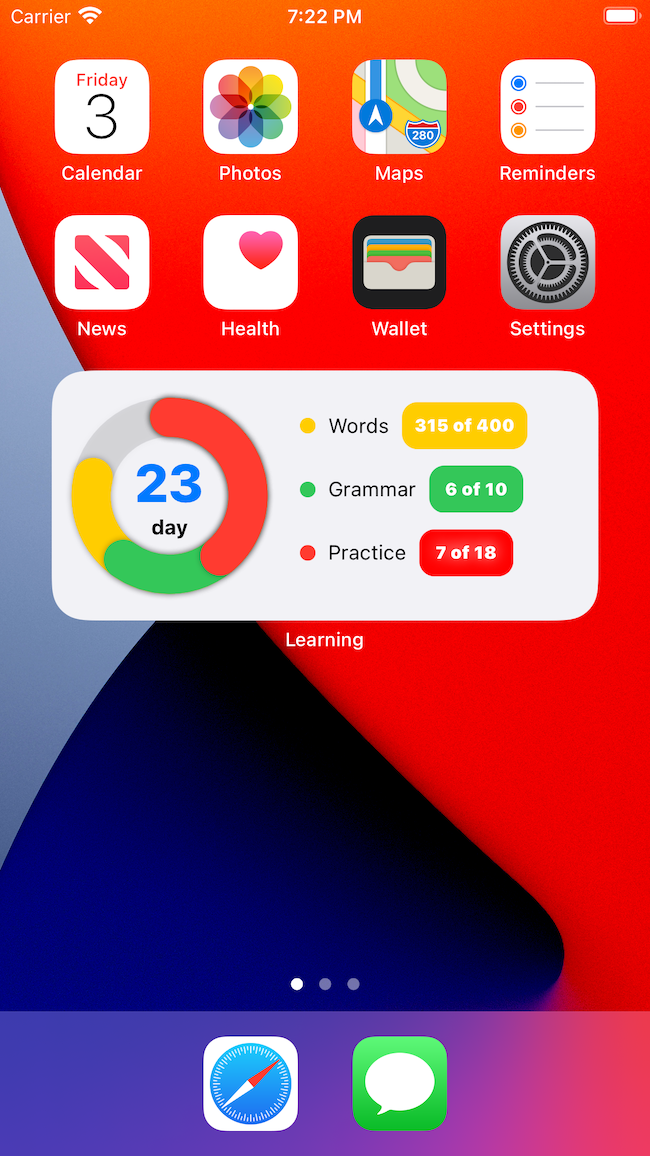 Carrier 7:22 PM
Friday
3
280
Calendar Photos Maps Reminders
News Health Wallet Settings
Words 315 of 400
23
day
Grammar 6 of 10
Practice 7 of 18
Learning